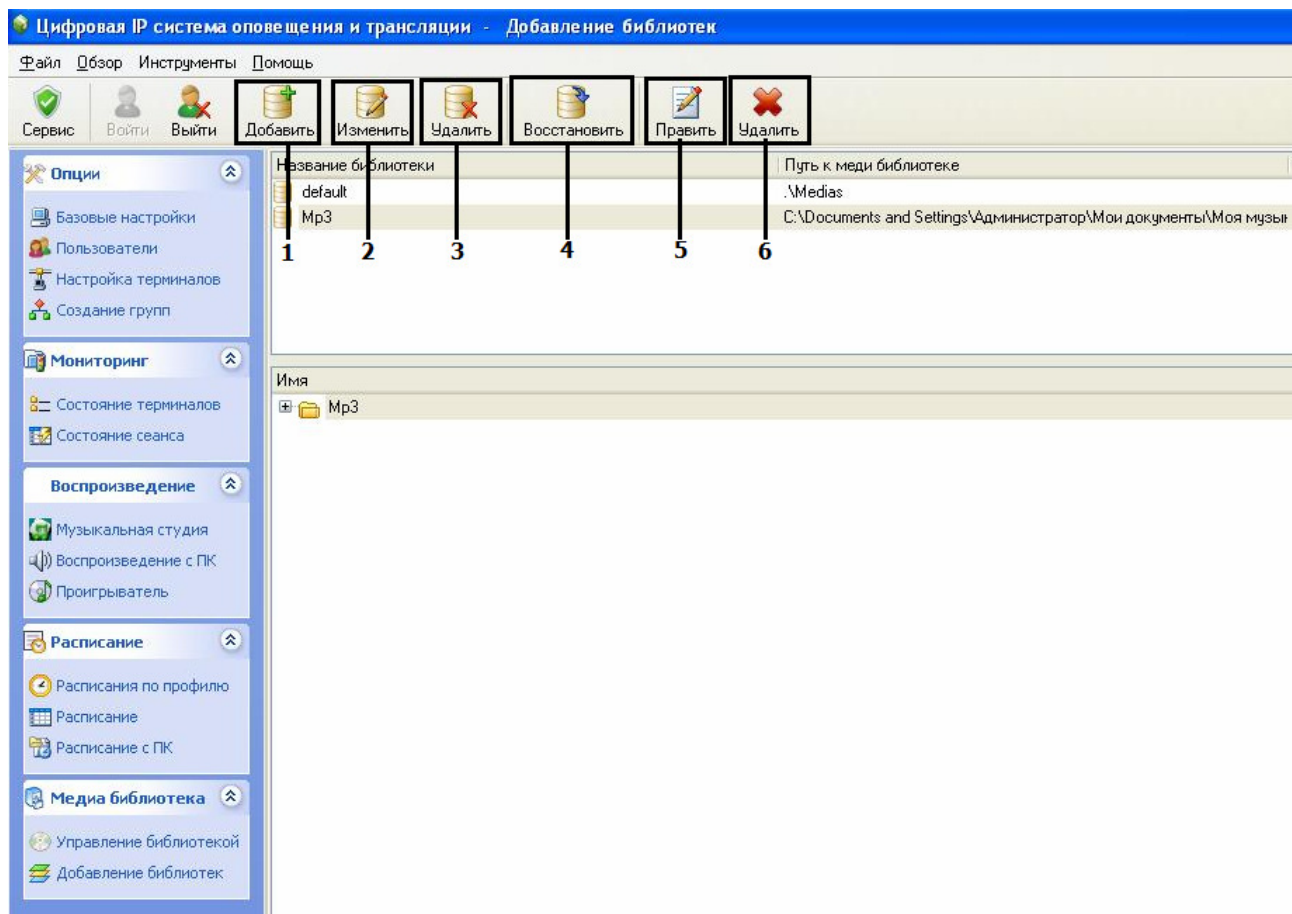 Цифровая IP система оповещения и трансляции - Добавление библиотек
Файл Обзор Инструменты Помощь
Сервис Войти Выйти Добавить Изменить Удалить Восстановить Править Удалить
Опции
Базовые настройки
Пользователи
Настройка терминалов
Создание групп
Мониторинг
Состояние терминалов
Состояние сеанса
Воспроизведение
Музыкальная студия
Воспроизведение с ПК
Проигрыватель
Расписание
Расписания по профилю
Расписание
Расписание с ПК
Медиа библиотека
Управление библиотекой
Добавление библиотек
Название библиотеки Путь к меди библиотеке
default .\Medias
Mp3 C:\Documents and Settings\Администратор\Мои документы\Моя музык
1 2 3 4 5 6
Имя
Mp3